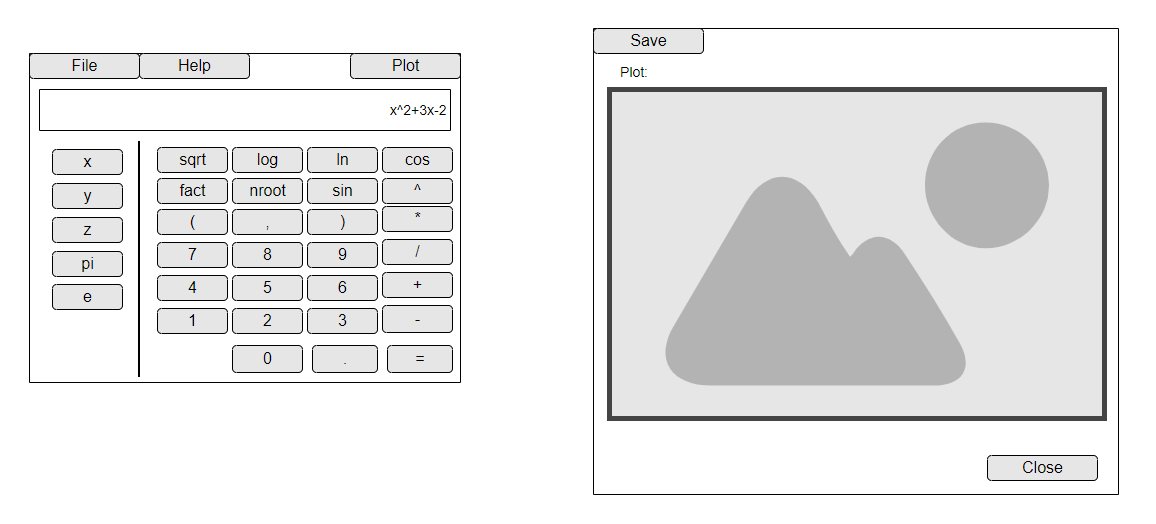 File Help Plot
x^2+3x-2
x
y
z
pi
e
sqrt log ln cos
fact nroot sin ^
( , ) *
7 8 9 /
4 5 6 +
1 2 3 -
0 . =
Save
Plot:
Close